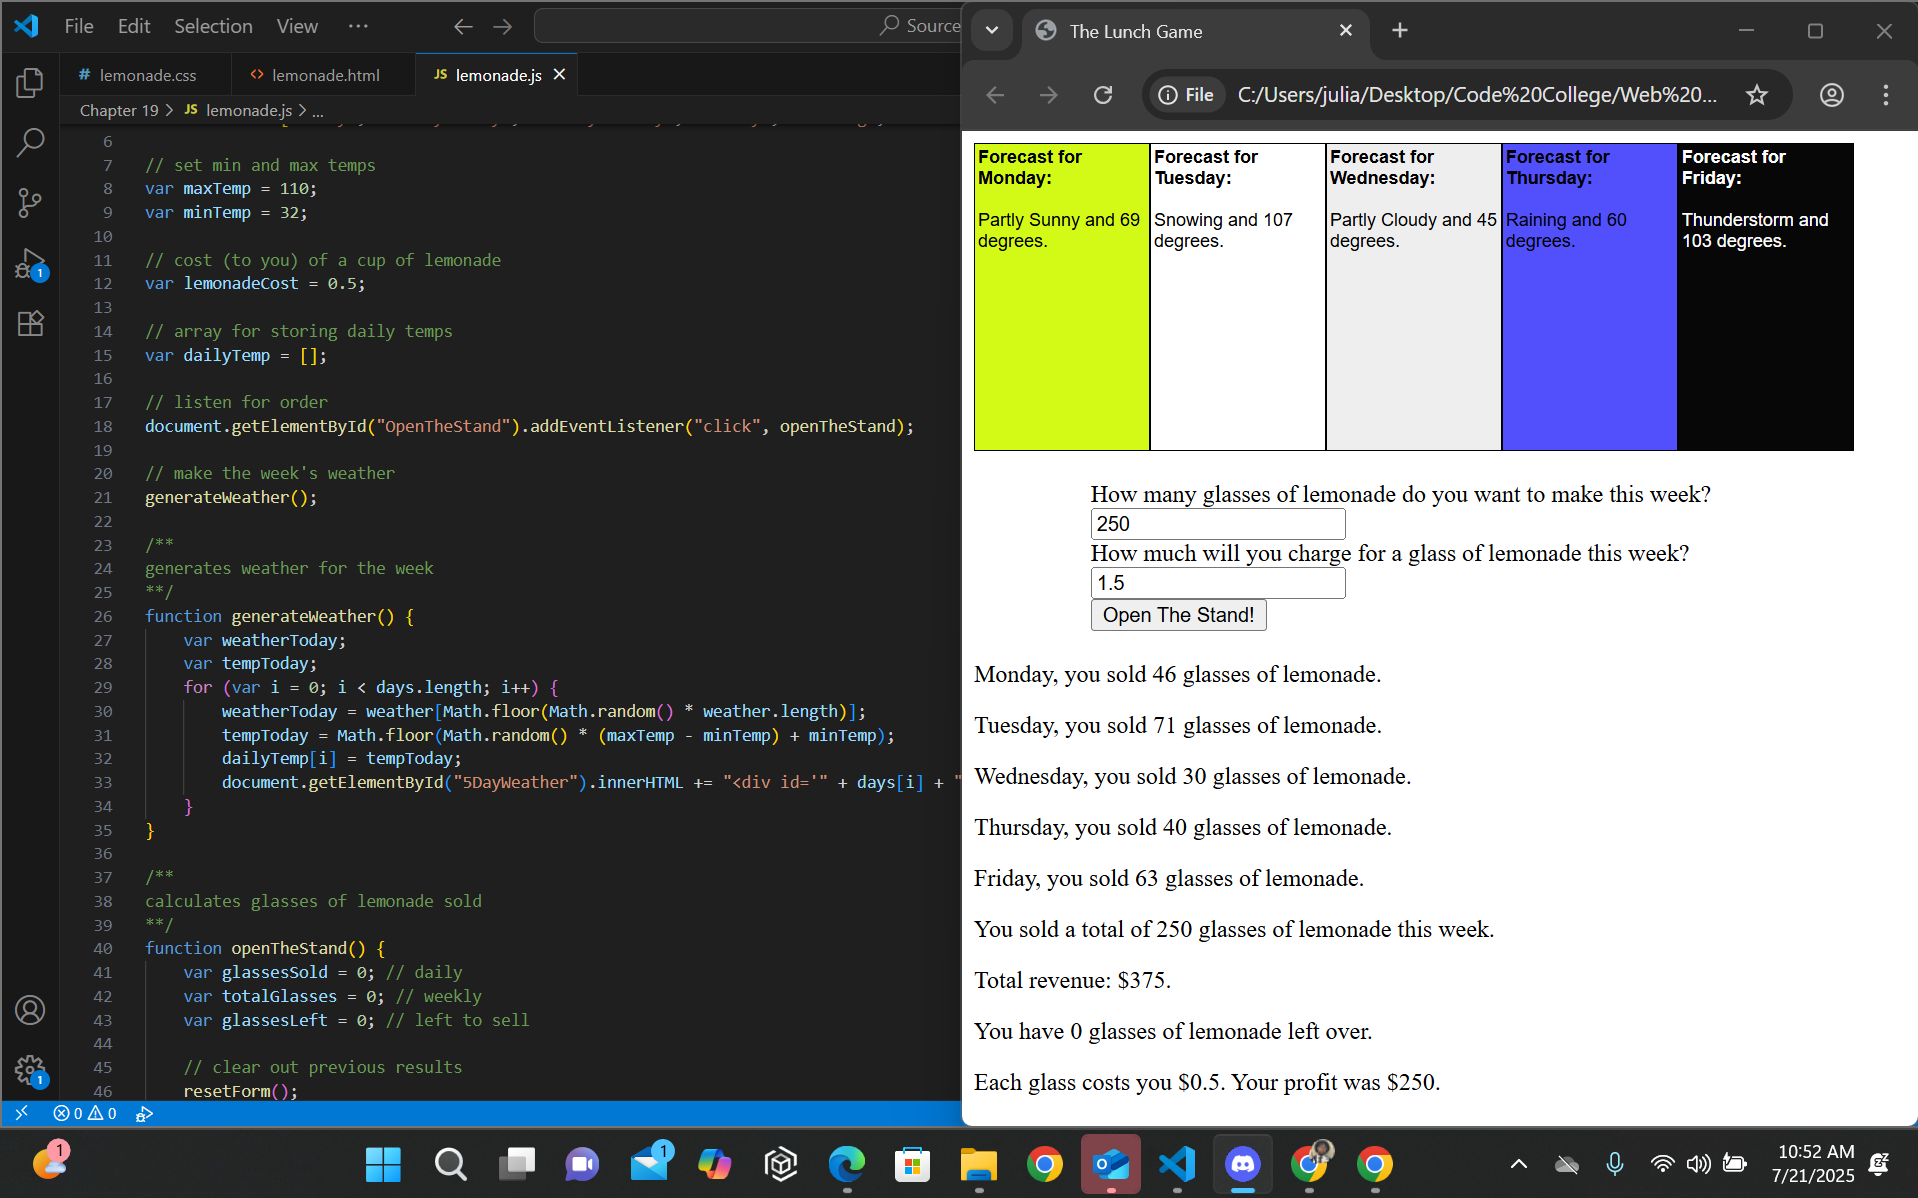 File Edit Selection View ···
Source
# lemonade.css
<> lemonade.html
JS lemonade.js
Chapter 19 > JS lemonade.js > ...
6
7 // set min and max temps
8 var maxTemp = 110;
9 var minTemp = 32;
10
11 // cost (to you) of a cup of lemonade
12 var lemonadeCost = 0.5;
13
14 // array for storing daily temps
15 var dailyTemp = [];
16
17 // listen for order
18 document.getElementById("OpenTheStand").addEventListener("click", openTheStand);
19
20 // make the week's weather
21 generateWeather();
22
23 /**
24 generates weather for the week
25 **/
26 function generateWeather() {
27 var weatherToday;
28 var tempToday;
29 for (var i = 0; i < days.length; i++) {
30 weatherToday = weather[Math.floor(Math.random() * weather.length)];
31 tempToday = Math.floor(Math.random() * (maxTemp - minTemp) + minTemp);
32 dailyTemp[i] = tempToday;
33 document.getElementById("5DayWeather").innerHTML += "<div id='" + days[i] + "
34 }
35 }
36
37 /**
38 calculates glasses of lemonade sold
39 **/
40 function openTheStand() {
41 var glassesSold = 0; // daily
42 var totalGlasses = 0; // weekly
43 var glassesLeft = 0; // left to sell
44
45 // clear out previous results
46 resetForm();
1
1
0 0
The Lunch Game
File C:/Users/julia/Desktop/Code%20College/Web%20...
Forecast for Monday:
Partly Sunny and 69 degrees.
Forecast for Tuesday:
Snowing and 107 degrees.
Forecast for Wednesday:
Partly Cloudy and 45 degrees.
Forecast for Thursday:
Raining and 60 degrees.
Forecast for Friday:
Thunderstorm and 103 degrees.
How many glasses of lemonade do you want to make this week?
250
How much will you charge for a glass of lemonade this week?
1.5
Open The Stand!
Monday, you sold 46 glasses of lemonade.
Tuesday, you sold 71 glasses of lemonade.
Wednesday, you sold 30 glasses of lemonade.
Thursday, you sold 40 glasses of lemonade.
Friday, you sold 63 glasses of lemonade.
You sold a total of 250 glasses of lemonade this week.
Total revenue: $375.
You have 0 glasses of lemonade left over.
Each glass costs you $0.5. Your profit was $250.
1
1
10:52 AM
7/21/2025